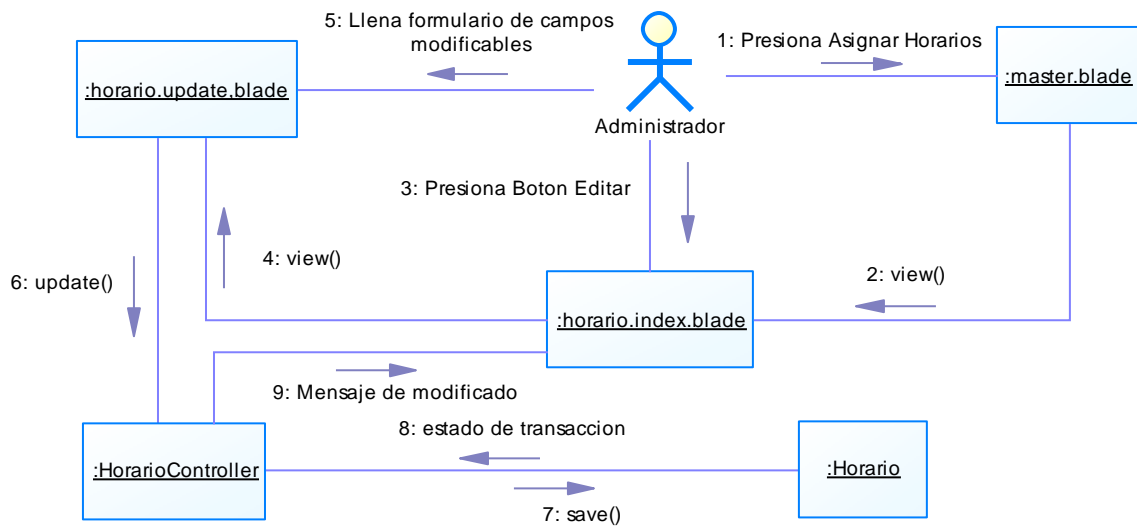 5: Llena formulario de campos
modificables
1: Presiona Asignar Horarios
:horario.update,blade
:master.blade
Administrador
3: Presiona Boton Editar
4: view()
6: update()
2: view()
:horario.index.blade
9: Mensaje de modificado
8: estado de transaccion
:HorarioController
:Horario
7: save()